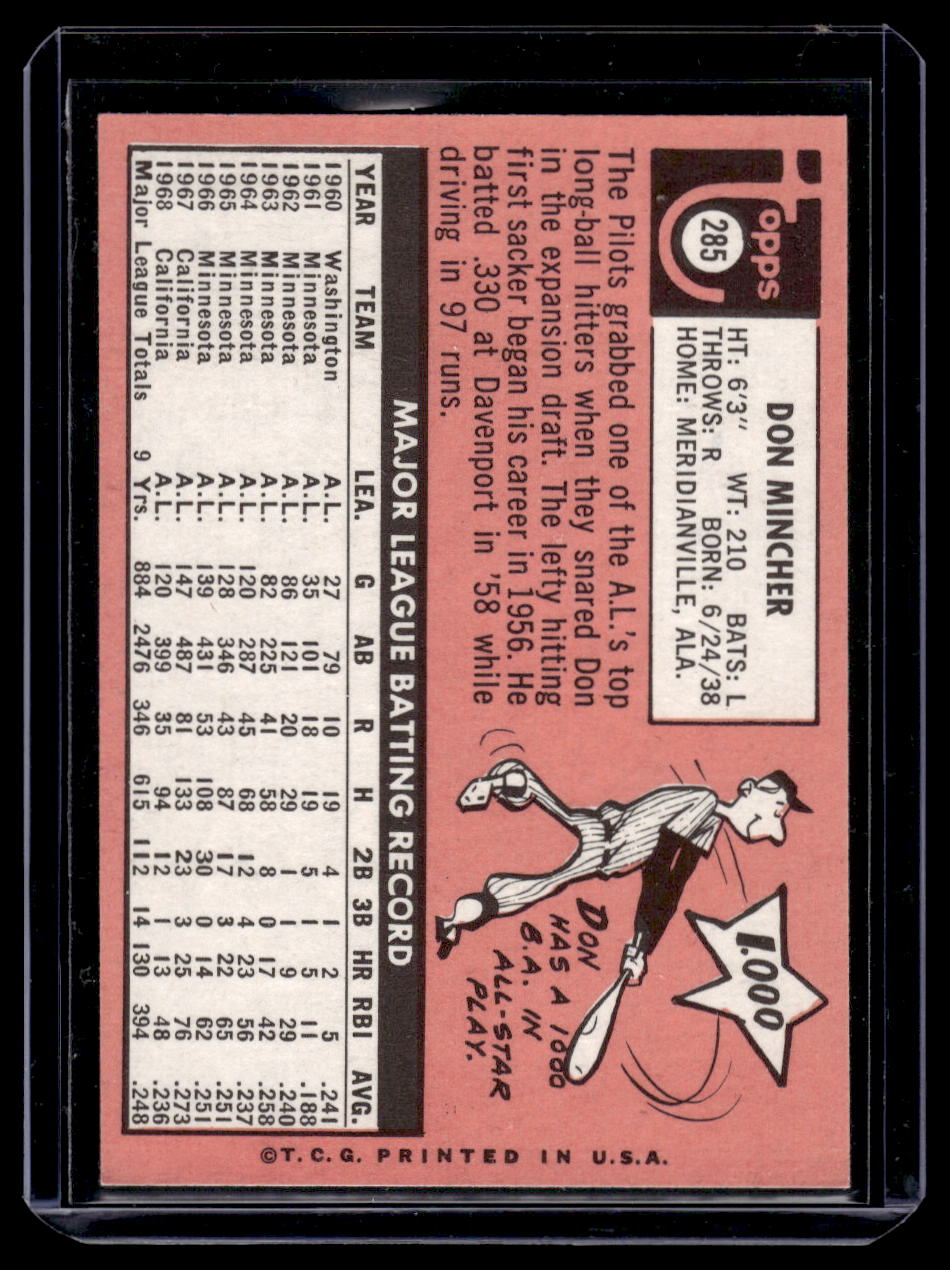 Topps
285
DON MINCHER
HT: 6'3" WT: 210 BATS: L
THROWS: R BORN: 6/24/38
HOME: MERIDIANVILLE, ALA.
The Pilots grabbed one of the A.L.'s top
long-ball hitters when they snared Don
in the expansion draft. The lefty hitting
first sacker began his career in 1956. He
batted .330 at Davenport in '58 while
driving in 97 runs.
1.000
DON
HAS A 1000
B.A. IN
ALL-STAR
PLAY.
MAJOR LEAGUE BATTING RECORD
YEAR TEAM LEA. G AB R H 2B 3B HR RBI AVG.
1960 Washington A.L. 27 79 10 19 4 1 2 5 .241
1961 Minnesota A.L. 35 101 18 19 5 1 5 11 .188
1962 Minnesota A.L. 86 121 20 29 1 1 9 29 .240
1963 Minnesota A.L. 82 225 41 58 8 0 17 42 .258
1964 Minnesota A.L. 120 287 45 68 12 4 23 56 .237
1965 Minnesota A.L. 128 346 43 87 17 3 22 65 .251
1966 Minnesota A.L. 139 431 53 108 30 0 14 62 .251
1967 California A.L. 147 487 81 133 23 3 25 76 .273
1968 California A.L. 120 399 35 94 12 1 13 48 .236
Major League Totals 9 Yrs. 884 2476 346 615 112 14 130 394 .248
©T.C.G. PRINTED IN U.S.A.